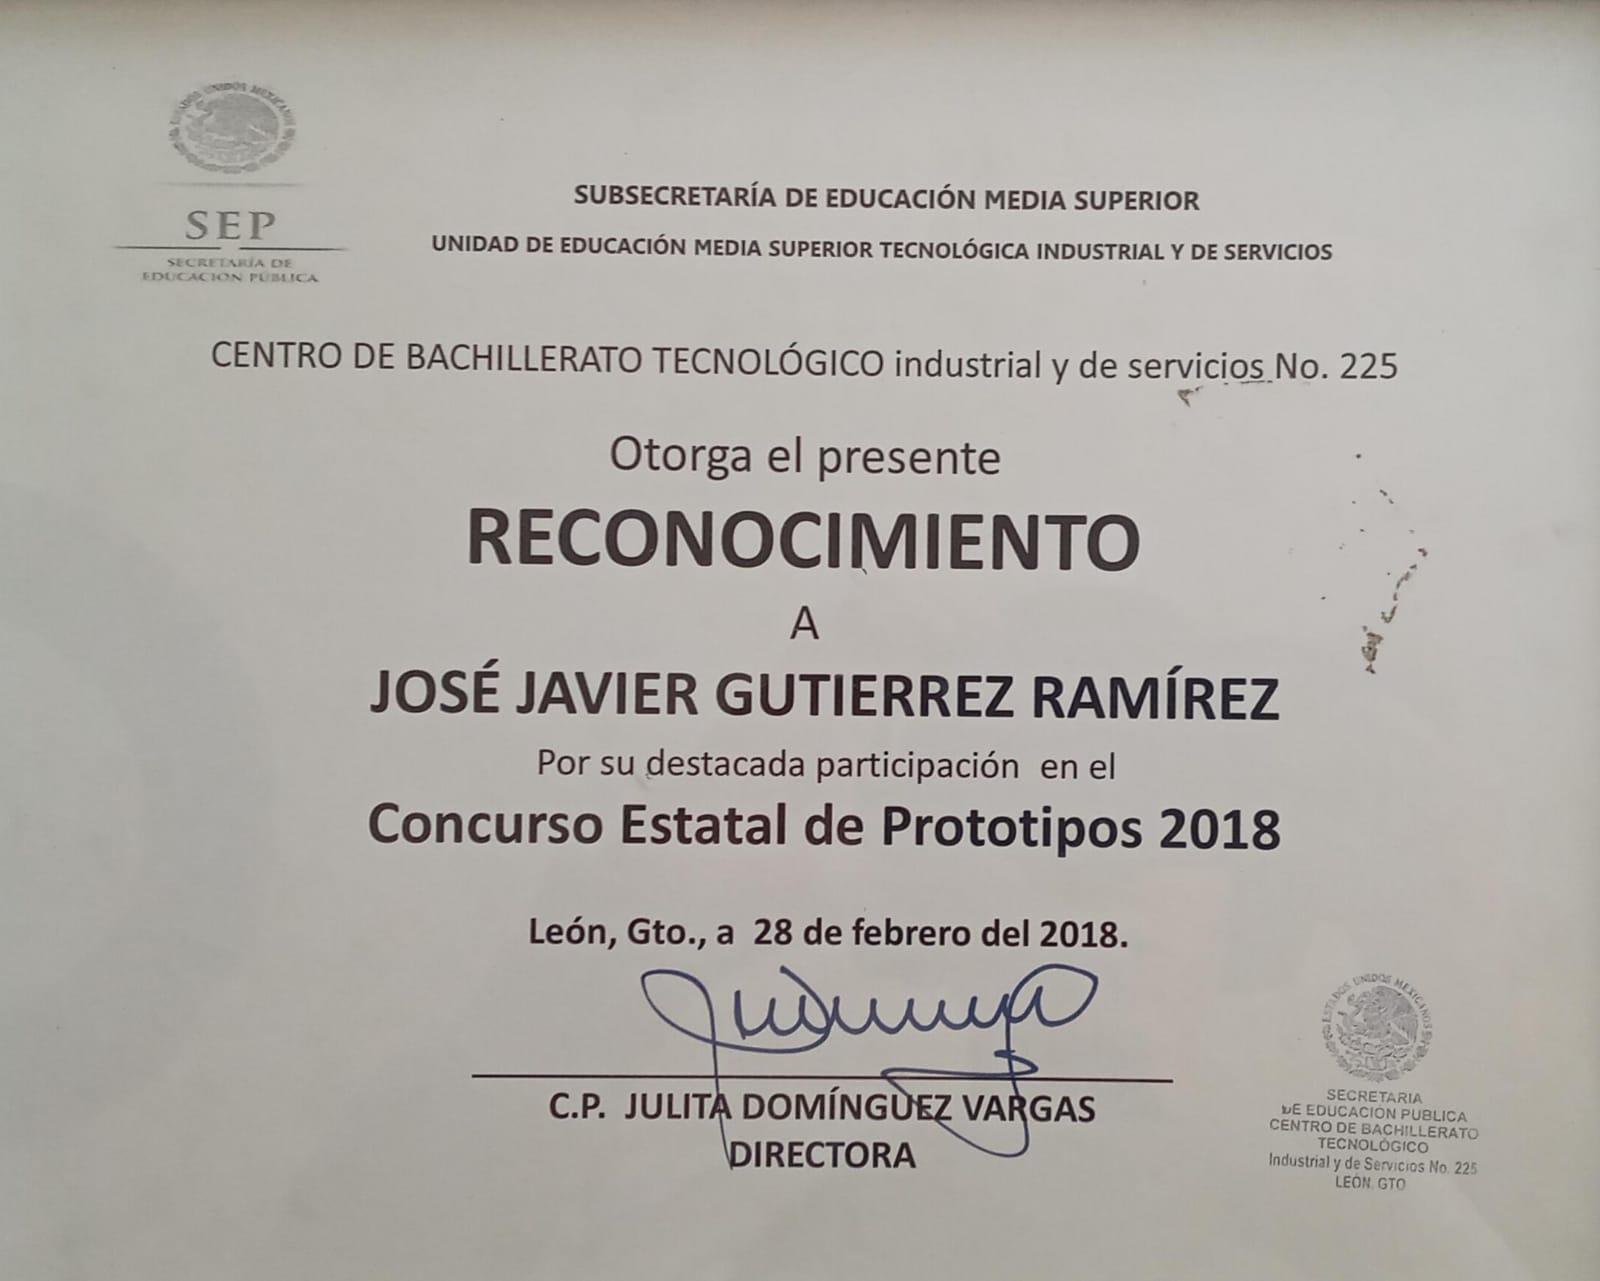 ESTADOS UNIDOS MEXICANOS
SEP
SECRETARÍA DE
EDUCACIÓN PÚBLICA
SUBSECRETARÍA DE EDUCACIÓN MEDIA SUPERIOR
UNIDAD DE EDUCACIÓN MEDIA SUPERIOR TECNOLÓGICA INDUSTRIAL Y DE SERVICIOS
CENTRO DE BACHILLERATO TECNOLÓGICO industrial y de servicios No. 225
Otorga el presente
RECONOCIMIENTO
A
JOSÉ JAVIER GUTIERREZ RAMÍREZ
Por su destacada participación en el
Concurso Estatal de Prototipos 2018
León, Gto., a 28 de febrero del 2018.
C.P. JULITA DOMÍNGUEZ VARGAS
DIRECTORA
ESTADOS UNIDOS MEXICANOS
SECRETARIA
DE EDUCACIÓN PUBLICA
CENTRO DE BACHILLERATO
TECNOLÓGICO
Industrial y de Servicios No. 225
LEÓN, GTO